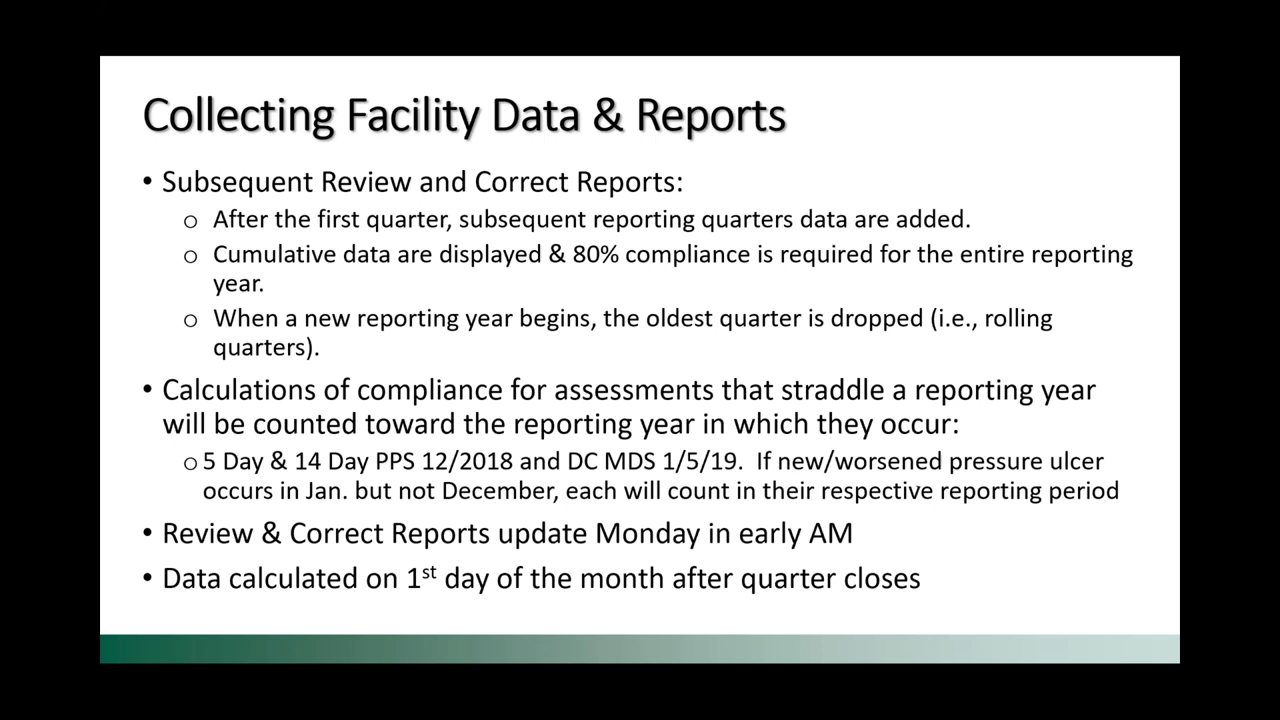 Collecting Facility Data & Reports
• Subsequent Review and Correct Reports:
o After the first quarter, subsequent reporting quarters data are added.
o Cumulative data are displayed & 80% compliance is required for the entire reporting
year.
o When a new reporting year begins, the oldest quarter is dropped (i.e., rolling
quarters).
• Calculations of compliance for assessments that straddle a reporting year
will be counted toward the reporting year in which they occur:
o 5 Day & 14 Day PPS 12/2018 and DC MDS 1/5/19.  If new/worsened pressure ulcer
occurs in Jan. but not December, each will count in their respective reporting period
• Review & Correct Reports update Monday in early AM
• Data calculated on 1st day of the month after quarter closes